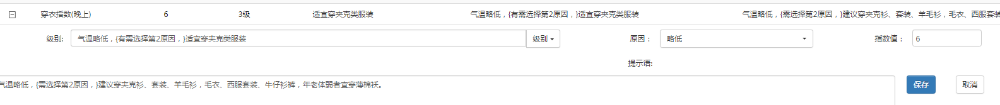 穿衣指数(晚上) 6 3级 适宜穿夹克类服装 气温略低，{有需选择第2原因，}适宜穿夹克类服装 气温略低，{需选择第2原因，}建议穿夹克衫、套装、羊毛衫，毛衣、西服套装
级别: 气温略低，{有需选择第2原因，}适宜穿夹克类服装 级别 原因： 略低 指数值： 6
提示语:
气温略低，{需选择第2原因，}建议穿夹克衫、套装、羊毛衫，毛衣、西服套装、牛仔衫裤，年老体弱者宜穿薄棉袄。 保存 取消